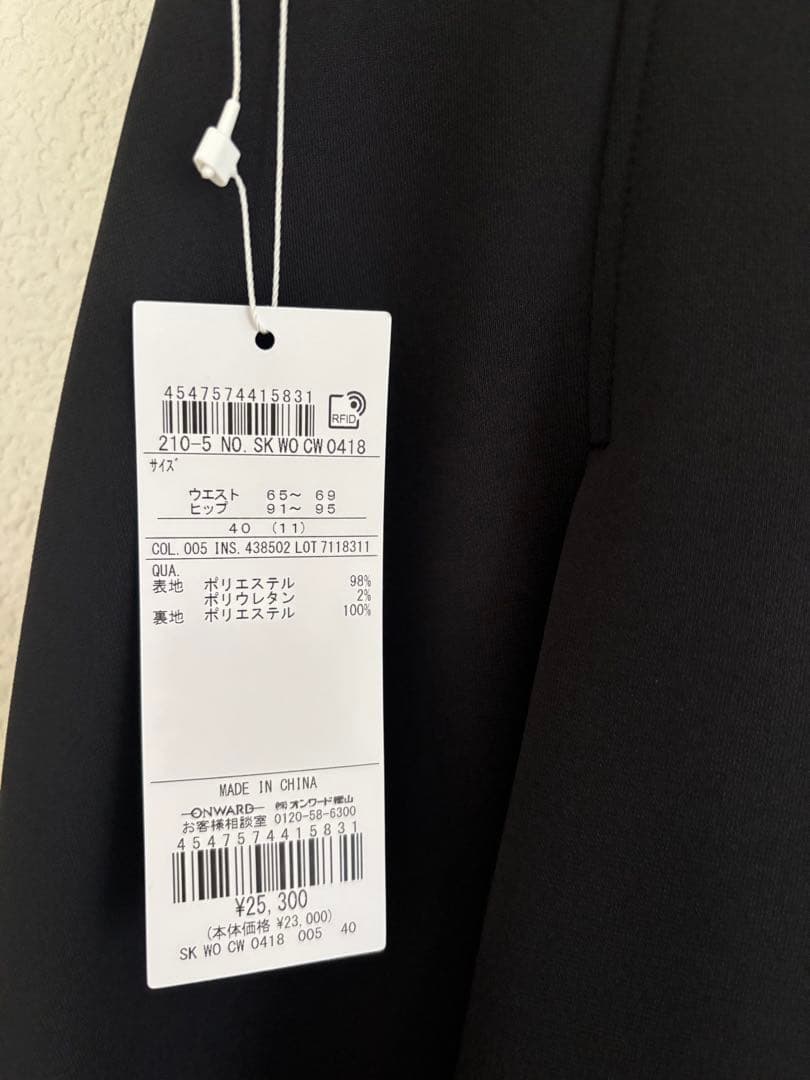 4547574415831
RFID
210-5 NO. SK WO CW 0418
サイズ
ウエスト 65～ 69
ヒップ 91～ 95
40 (11)
COL. 005 INS. 438502 LOT 7118311
QUA.
表地 ポリエステル 98%
ポリウレタン 2%
裏地 ポリエステル 100%
MADE IN CHINA
ONWARD ㈱オンワード樫山
お客様相談室 0120-58-6300
4547574415831
¥25,300
(本体価格 ¥23,000)
SK WO CW 0418 005 40